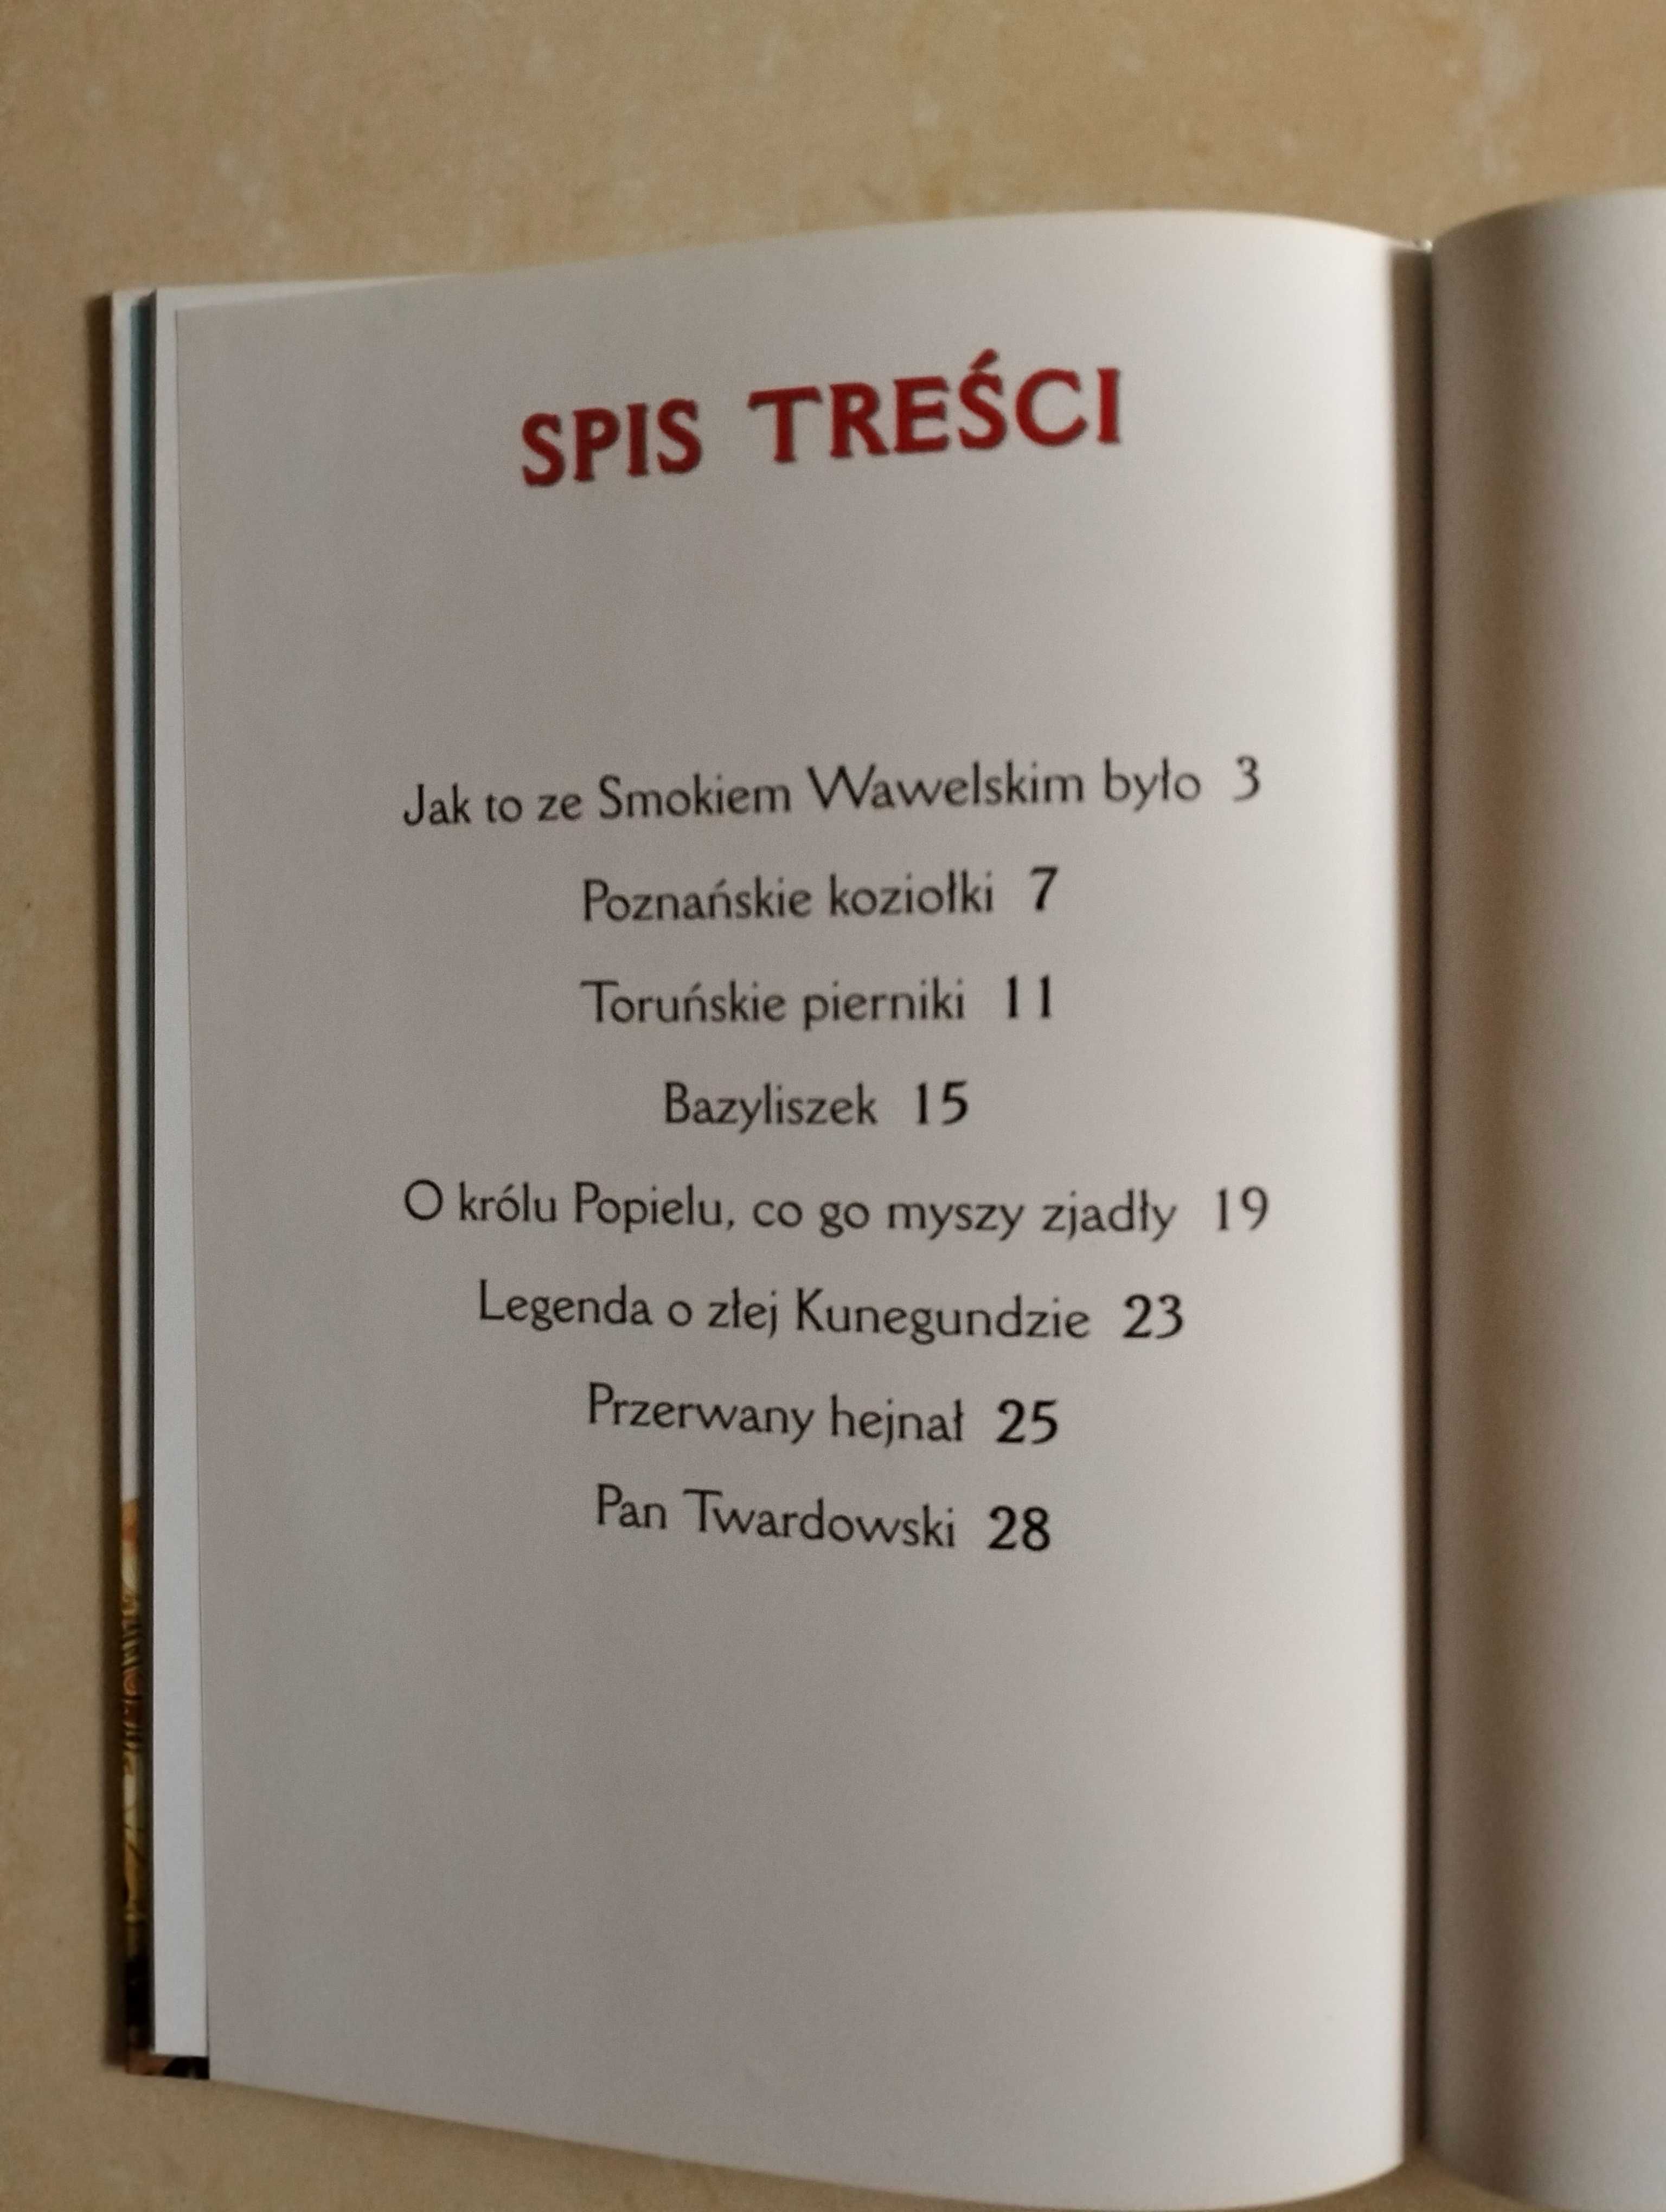 SPIS TREŚCI
Jak to ze Smokiem Wawelskim było 3
Poznańskie koziołki 7
Toruńskie pierniki 11
Bazyliszek 15
O królu Popielu, co go myszy zjadły 19
Legenda o złej Kunegundzie 23
Przerwany hejnał 25
Pan Twardowski 28